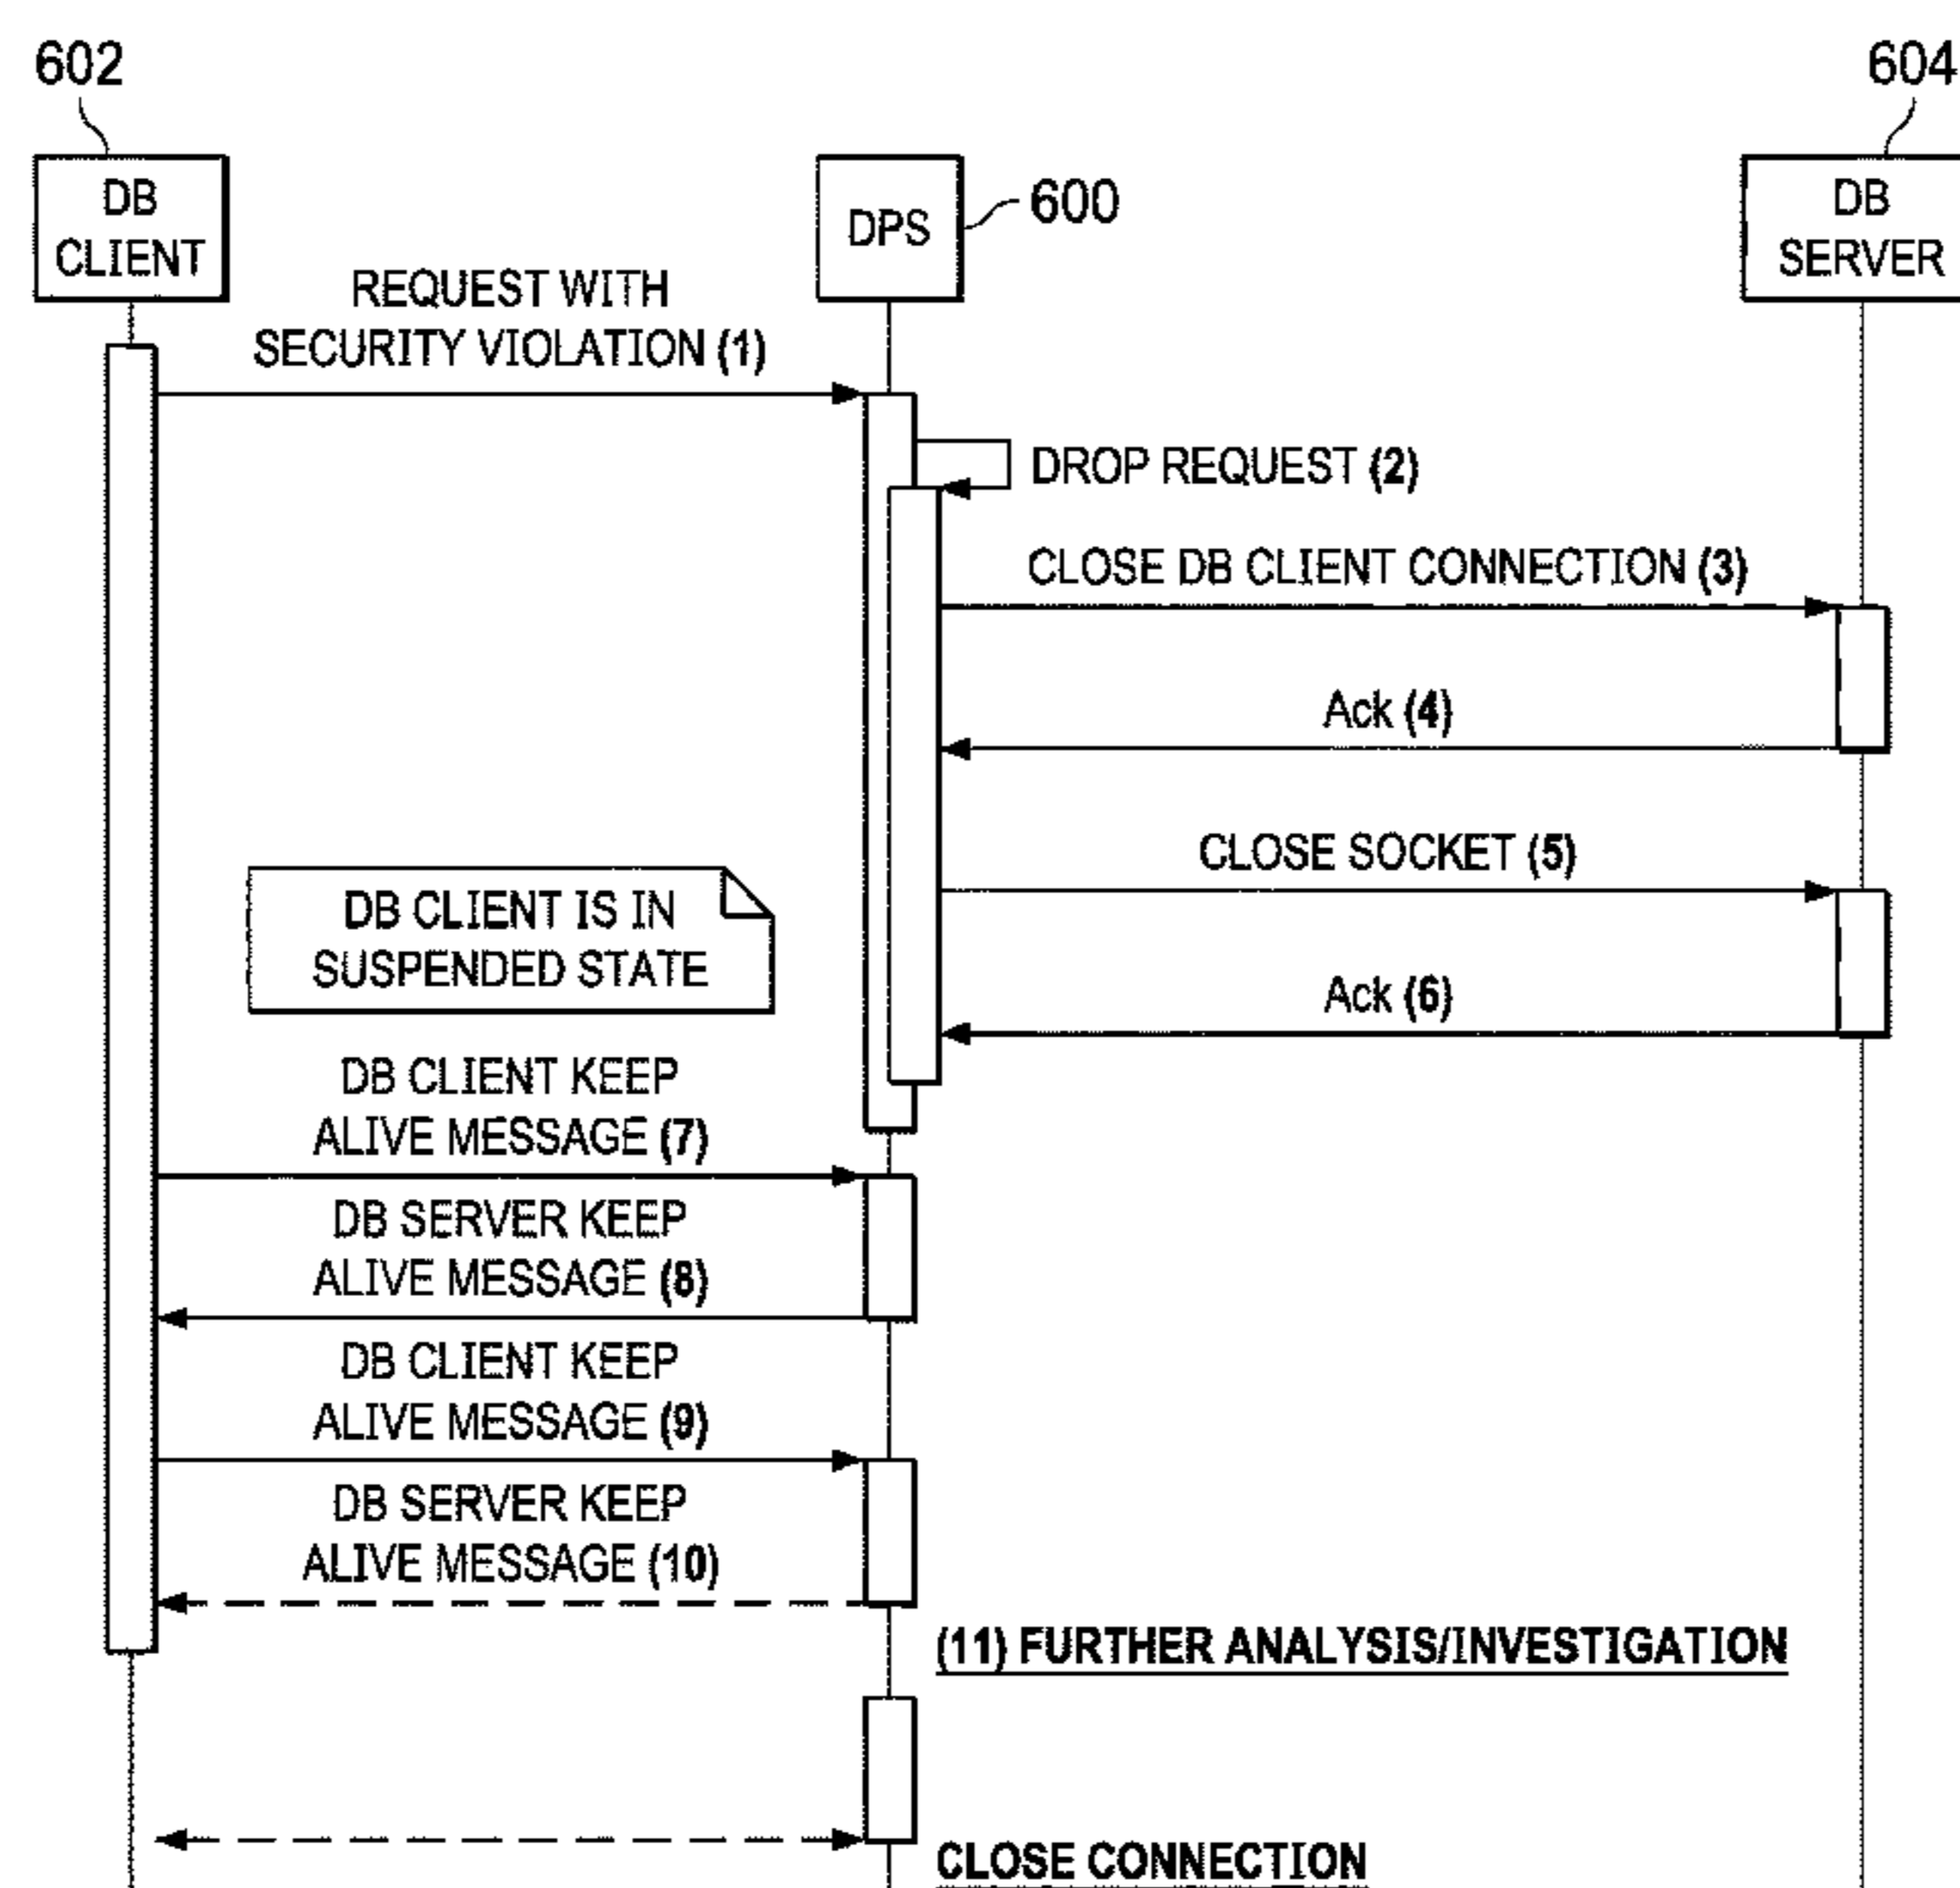 602
604
DB
CLIENT
DPS
600
DB
SERVER
REQUEST WITH
SECURITY VIOLATION (1)
DROP REQUEST (2)
CLOSE DB CLIENT CONNECTION (3)
Ack (4)
CLOSE SOCKET (5)
DB CLIENT IS IN
SUSPENDED STATE
Ack (6)
DB CLIENT KEEP
ALIVE MESSAGE (7)
DB SERVER KEEP
ALIVE MESSAGE (8)
DB CLIENT KEEP
ALIVE MESSAGE (9)
DB SERVER KEEP
ALIVE MESSAGE (10)
(11) FURTHER ANALYSIS/INVESTIGATION
CLOSE CONNECTION